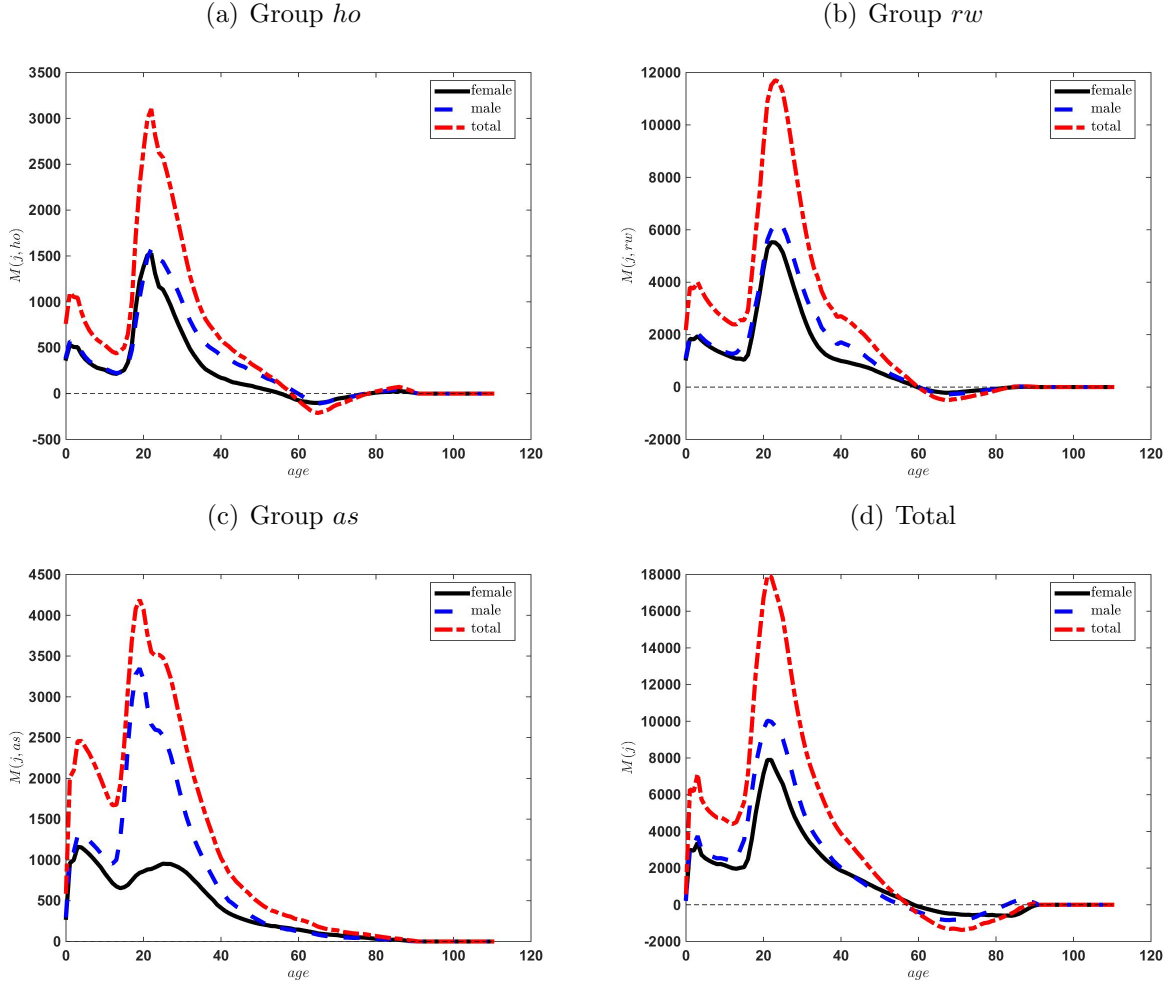 (a) Group ho
3500
3000
2500
2000
1500
1000
500
0
-500
M(j, ho)
0 20 40 60 80 100 120
age
female
male
total
(b) Group rw
12000
10000
8000
6000
4000
2000
0
-2000
M(j, rw)
0 20 40 60 80 100 120
age
female
male
total
(c) Group as
4500
4000
3500
3000
2500
2000
1500
1000
500
0
M(j, as)
0 20 40 60 80 100 120
age
female
male
total
(d) Total
18000
16000
14000
12000
10000
8000
6000
4000
2000
0
-2000
M(j)
0 20 40 60 80 100 120
age
female
male
total